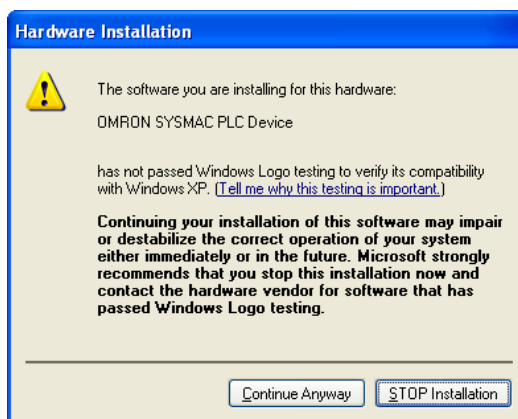 Hardware Installation
The software you are installing for this hardware:
OMRON SYSMAC PLC Device
has not passed Windows Logo testing to verify its compatibility
with Windows XP. (Tell me why this testing is important.)
Continuing your installation of this software may impair
or destabilize the correct operation of your system
either immediately or in the future. Microsoft strongly
recommends that you stop this installation now and
contact the hardware vendor for software that has
passed Windows Logo testing.
Continue Anyway STOP Installation